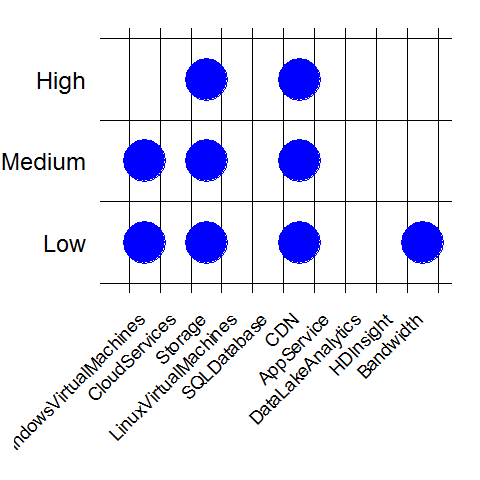 High
Medium
Low
ndowsVirtualMachines
CloudServices
Storage
LinuxVirtualMachines
SQLDatabase
CDN
AppService
DataLakeAnalytics
HDInsight
Bandwidth